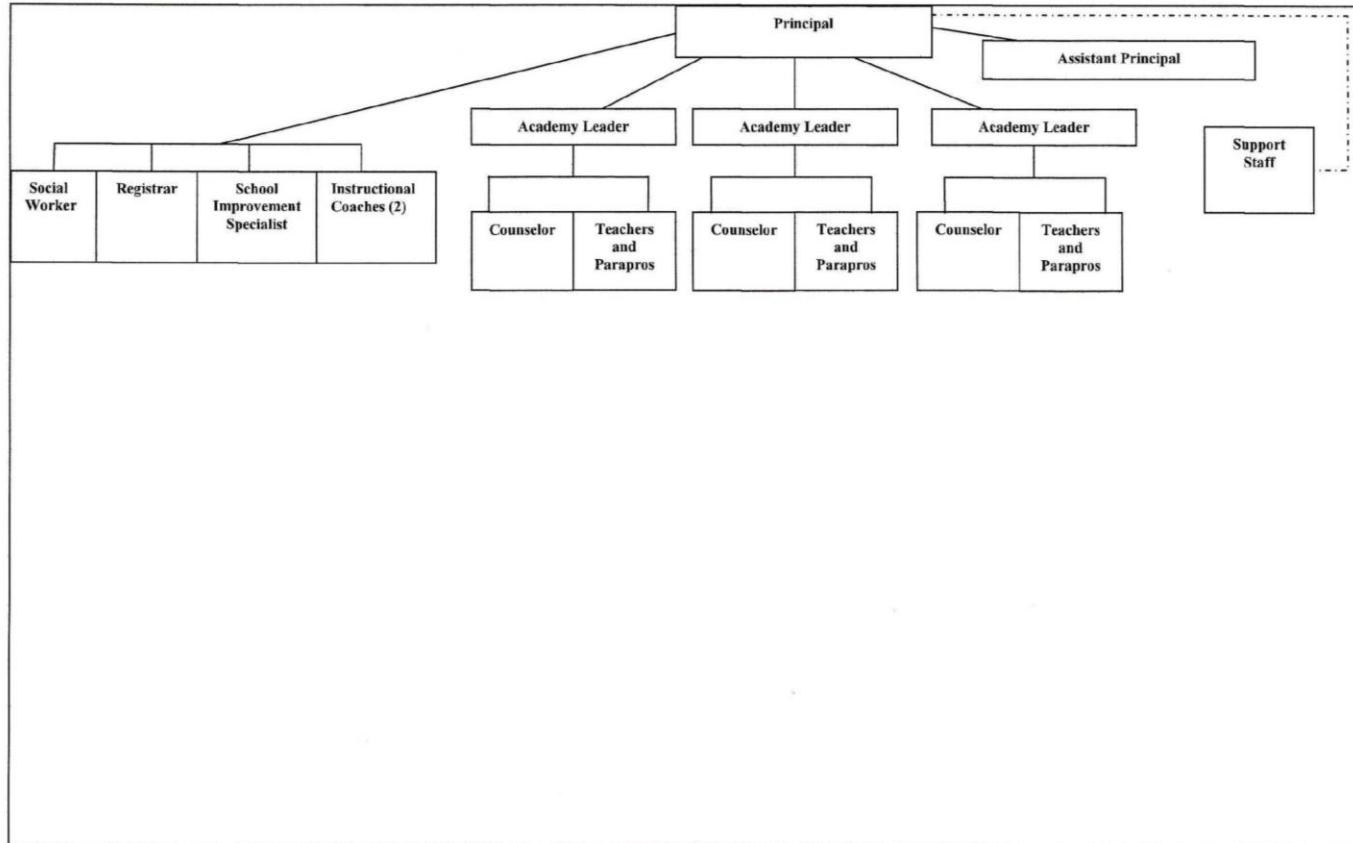 Principal
Assistant Principal
Academy Leader
Academy Leader
Academy Leader
Support
Staff
Social
Worker
Registrar
School
Improvement
Specialist
Instructional
Coaches (2)
Counselor
Teachers
and
Parapros
Counselor
Teachers
and
Parapros
Counselor
Teachers
and
Parapros